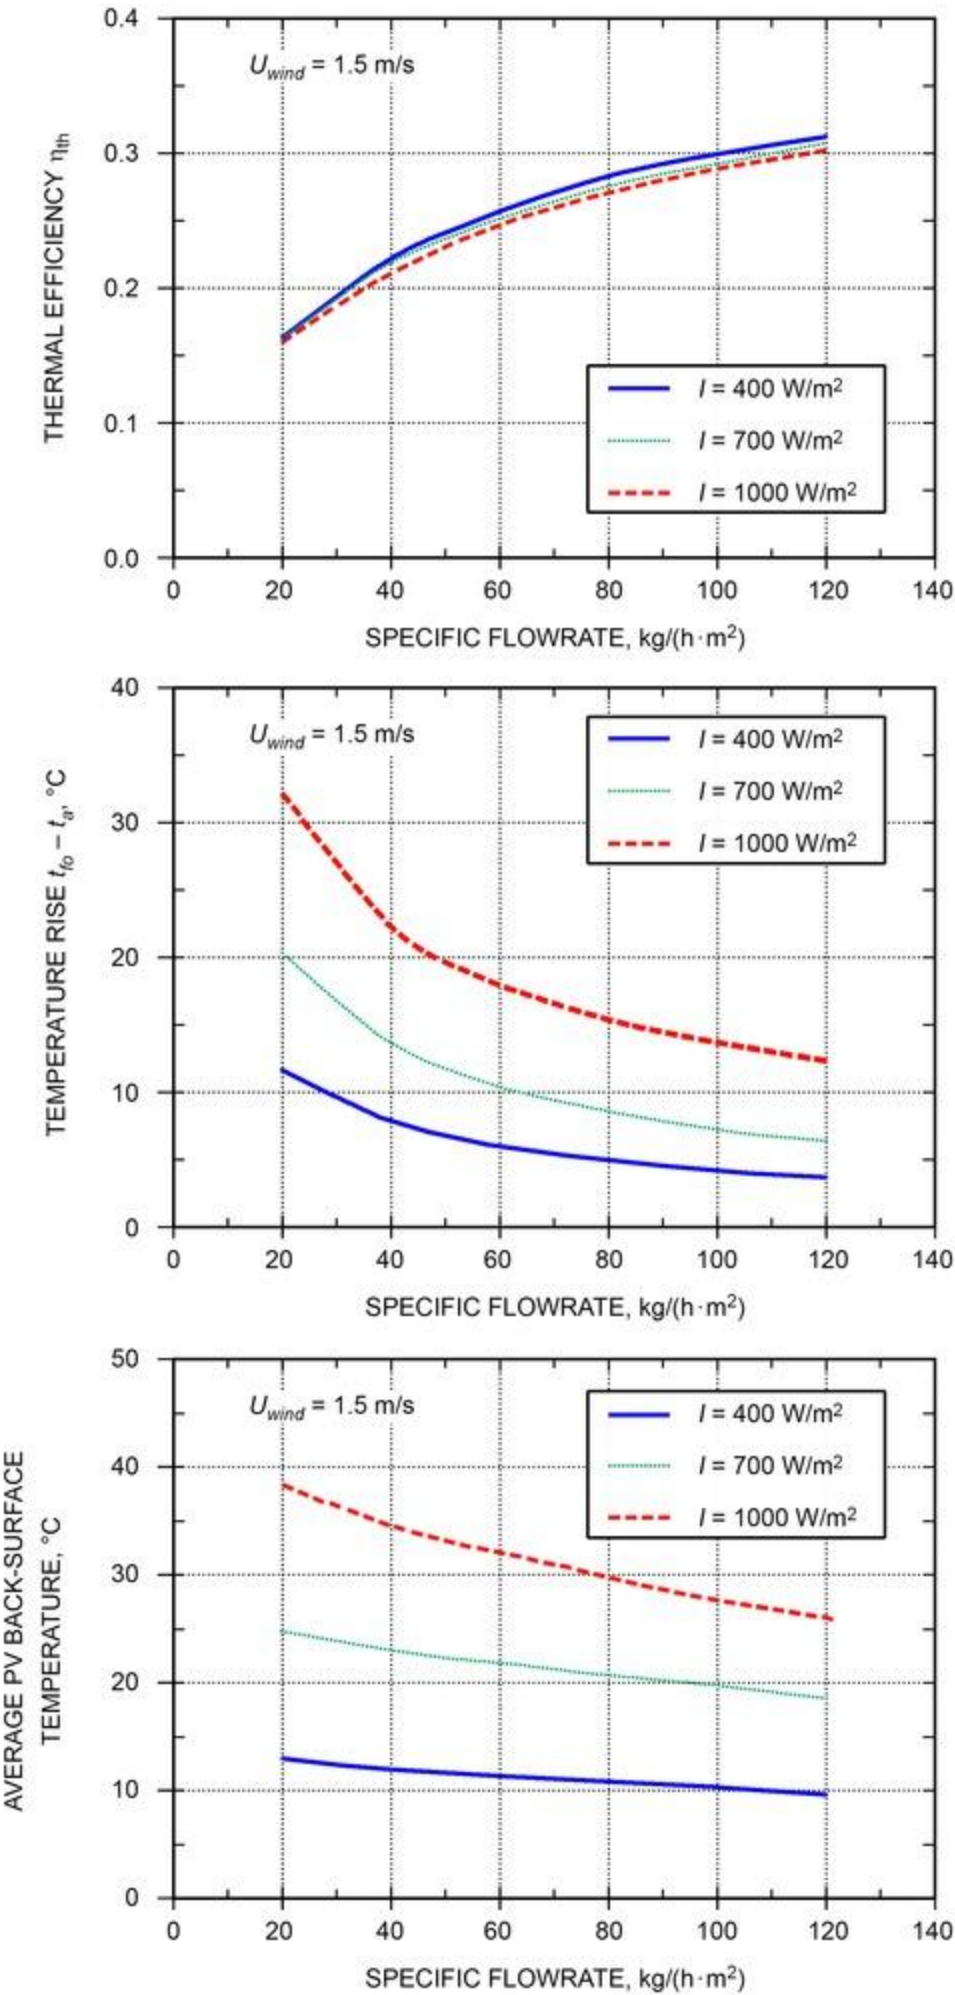 0.4
U_wind = 1.5 m/s
0.3
THERMAL EFFICIENCY η_th
0.2
I = 400 W/m²
0.1
I = 700 W/m²
I = 1000 W/m²
0.0
0 20 40 60 80 100 120 140
SPECIFIC FLOWRATE, kg/(h·m²)
40
U_wind = 1.5 m/s
I = 400 W/m²
I = 700 W/m²
30
I = 1000 W/m²
TEMPERATURE RISE t_fo – t_a, °C
20
10
0
0 20 40 60 80 100 120 140
SPECIFIC FLOWRATE, kg/(h·m²)
50
U_wind = 1.5 m/s
I = 400 W/m²
40
I = 700 W/m²
I = 1000 W/m²
AVERAGE PV BACK-SURFACE
TEMPERATURE, °C
30
20
10
0
0 20 40 60 80 100 120 140
SPECIFIC FLOWRATE, kg/(h·m²)